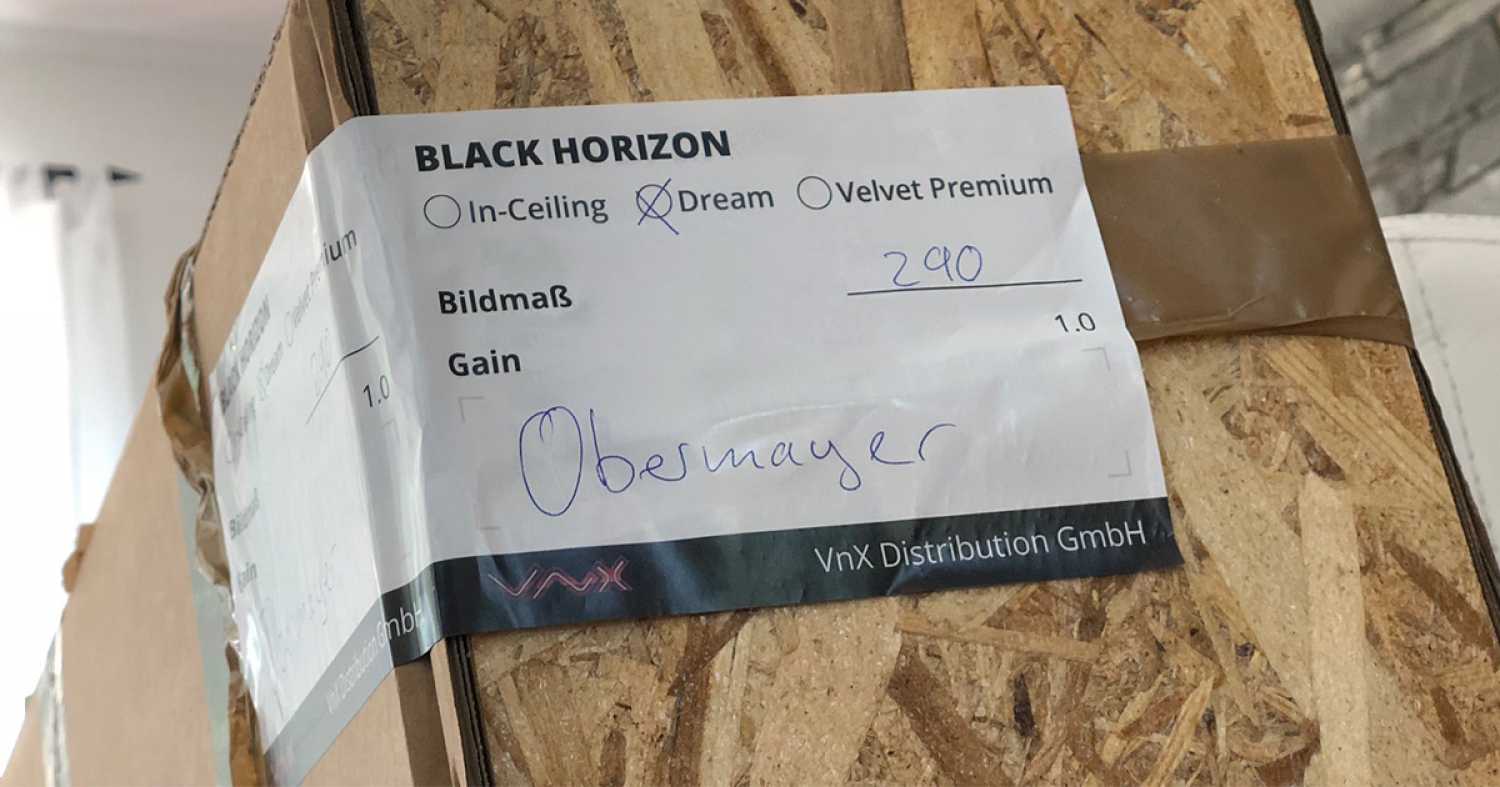 BLACK HORIZON
In-Ceiling Dream Velvet Premium
Bildmaß 290
Gain 1.0
Obermayer
VNX VnX Distribution GmbH
ium
1.0